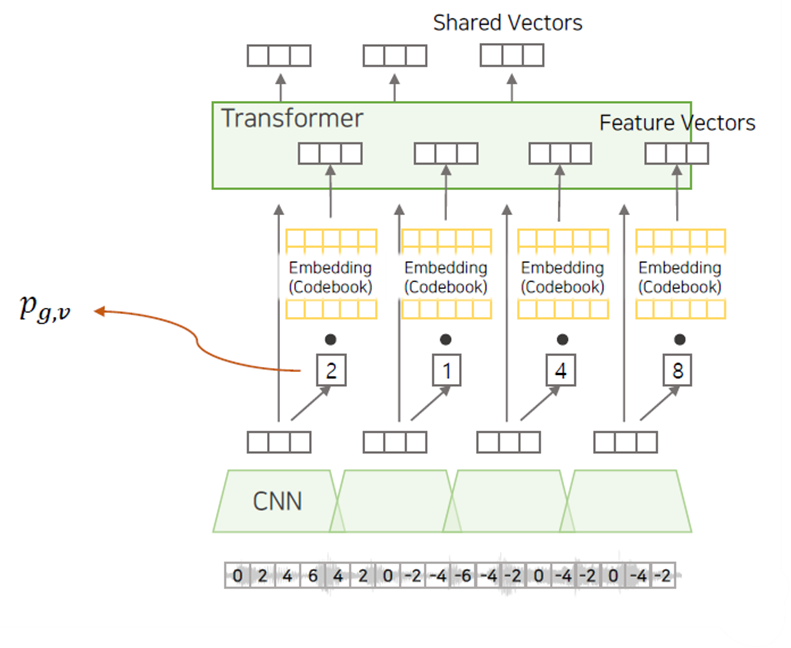 Shared Vectors
Transformer
Feature Vectors
Embedding
(Codebook)
Embedding
(Codebook)
Embedding
(Codebook)
Embedding
(Codebook)
p_{g,v}
2
1
4
8
CNN
0 2 4 6 4 2 0 -2 -4 -6 -4 -2 0 -4 -2 0 -4 -2